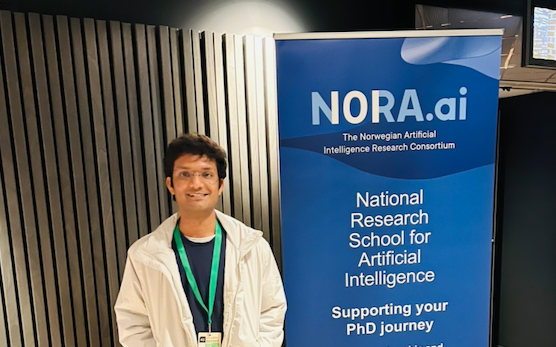 NORA.ai
The Norwegian Artificial
Intelligence Research Consortium
National
Research
School for
Artificial
Intelligence
Supporting your
PhD journey